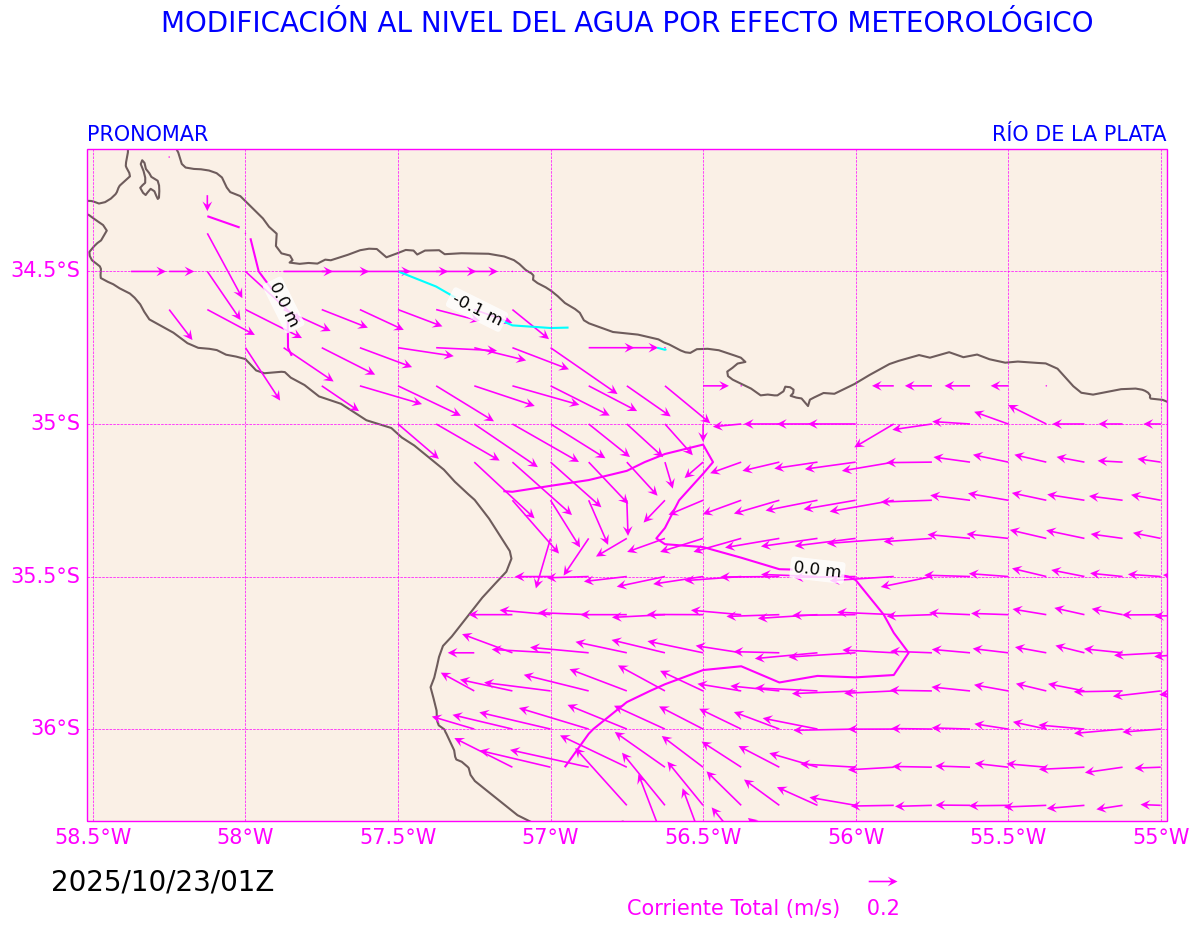 MODIFICACIÓN AL NIVEL DEL AGUA POR EFECTO METEOROLÓGICO
PRONOMAR RÍO DE LA PLATA
0.0 m
-0.1 m
0.0 m
34.5°S
35°S
35.5°S
36°S
58.5°W 58°W 57.5°W 57°W 56.5°W 56°W 55.5°W 55°W
2025/10/23/01Z
Corriente Total (m/s) 0.2